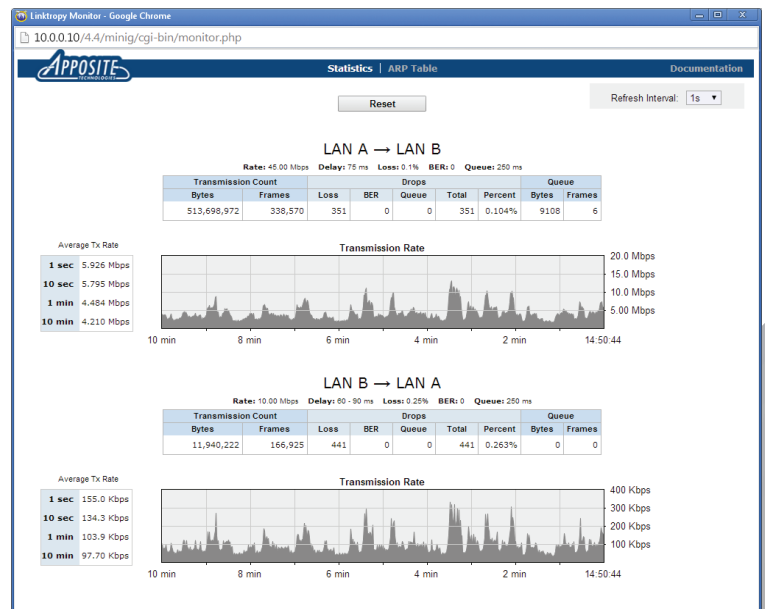 Linktropy Monitor - Google Chrome
10.0.0.10/4.4/minig/cgi-bin/monitor.php
APPOSITE
TECHNOLOGIES
Statistics | ARP Table
Documentation
Reset
Refresh Interval: 1s
LAN A → LAN B
Rate: 45.00 Mbps Delay: 75 ms Loss: 0.1% BER: 0 Queue: 250 ms
Transmission Count Drops Queue
Bytes Frames Loss BER Queue Total Percent Bytes Frames
513,698,972 338,570 351 0 0 351 0.104% 9108 6
Average Tx Rate
1 sec 5.926 Mbps
10 sec 5.795 Mbps
1 min 4.484 Mbps
10 min 4.210 Mbps
Transmission Rate
20.0 Mbps
15.0 Mbps
10.0 Mbps
5.00 Mbps
10 min 8 min 6 min 4 min 2 min 14:50:44
LAN B → LAN A
Rate: 10.00 Mbps Delay: 60 - 90 ms Loss: 0.25% BER: 0 Queue: 250 ms
Transmission Count Drops Queue
Bytes Frames Loss BER Queue Total Percent Bytes Frames
11,940,222 166,925 441 0 0 441 0.263% 0 0
Average Tx Rate
1 sec 155.0 Kbps
10 sec 134.3 Kbps
1 min 103.9 Kbps
10 min 97.70 Kbps
Transmission Rate
400 Kbps
300 Kbps
200 Kbps
100 Kbps
10 min 8 min 6 min 4 min 2 min 14:50:44